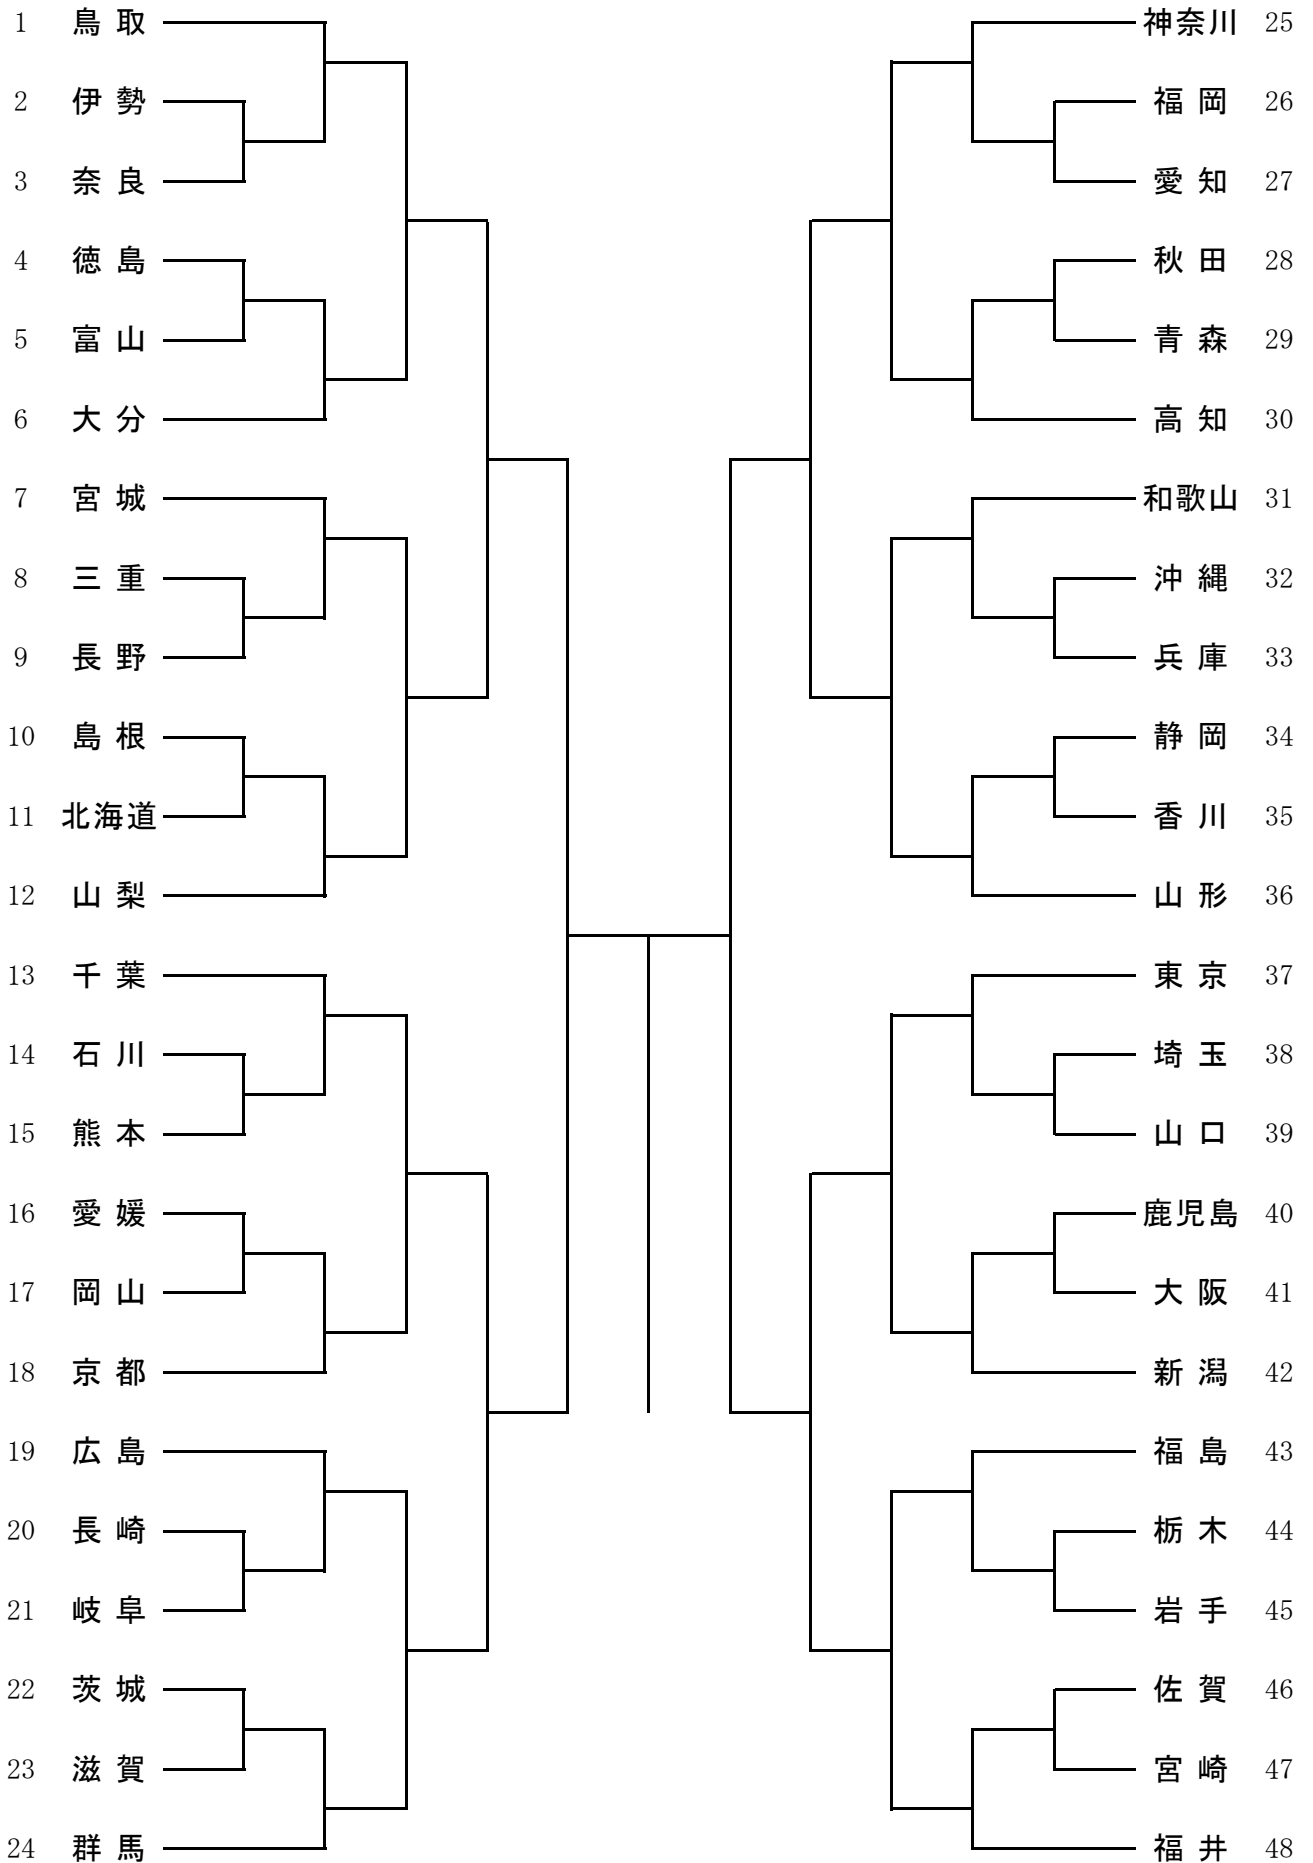 1 鳥取
2 伊勢
3 奈良
4 徳島
5 富山
6 大分
7 宮城
8 三重
9 長野
10 島根
11 北海道
12 山梨
13 千葉
14 石川
15 熊本
16 愛媛
17 岡山
18 京都
19 広島
20 長崎
21 岐阜
22 茨城
23 滋賀
24 群馬
神奈川 25
福岡 26
愛知 27
秋田 28
青森 29
高知 30
和歌山 31
沖縄 32
兵庫 33
静岡 34
香川 35
山形 36
東京 37
埼玉 38
山口 39
鹿児島 40
大阪 41
新潟 42
福島 43
栃木 44
岩手 45
佐賀 46
宮崎 47
福井 48